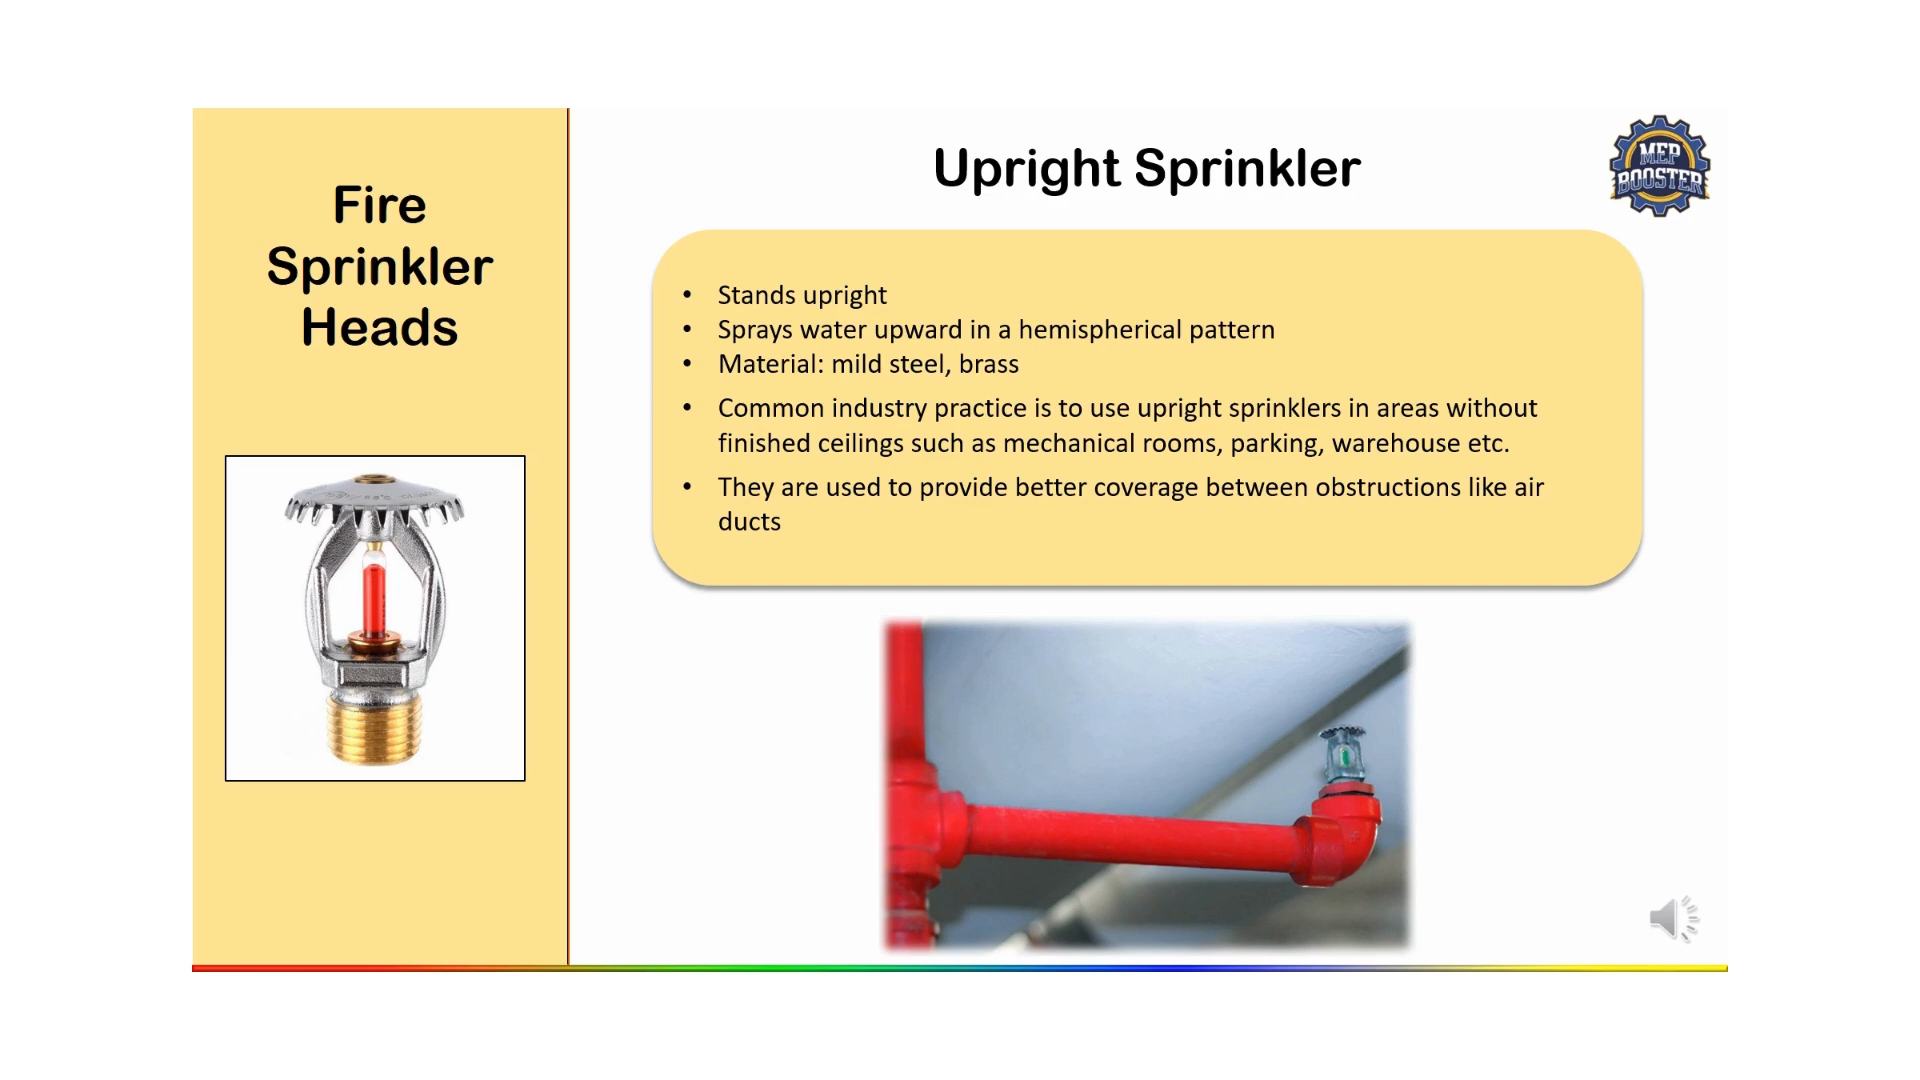 Fire
Sprinkler
Heads
Upright Sprinkler
MEP
BOOSTER
• Stands upright
• Sprays water upward in a hemispherical pattern
• Material: mild steel, brass
• Common industry practice is to use upright sprinklers in areas without
finished ceilings such as mechanical rooms, parking, warehouse etc.
• They are used to provide better coverage between obstructions like air
ducts